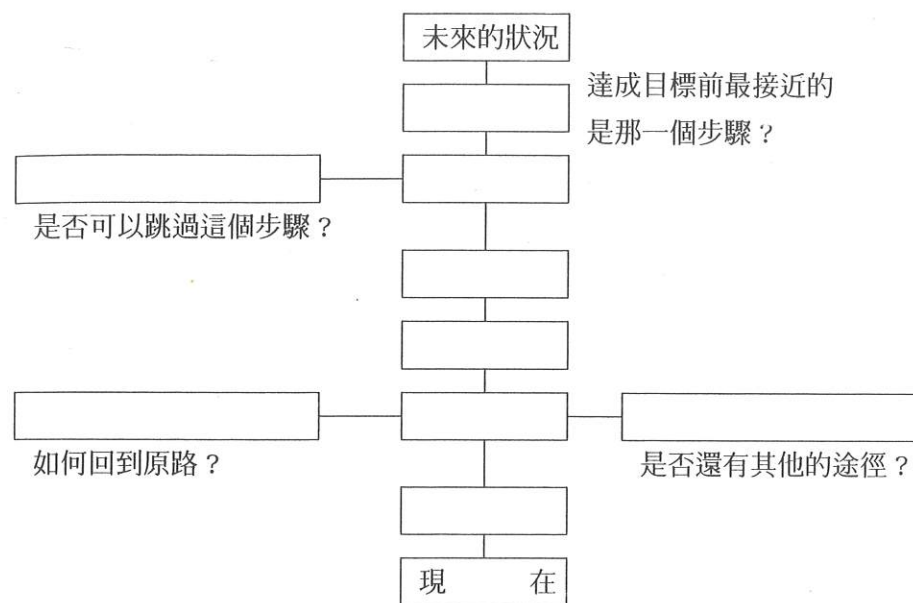 未來的狀況
達成目標前最接近的
是那一個步驟？
是否可以跳過這個步驟？
如何回到原路？
是否還有其他的途徑？
現 在